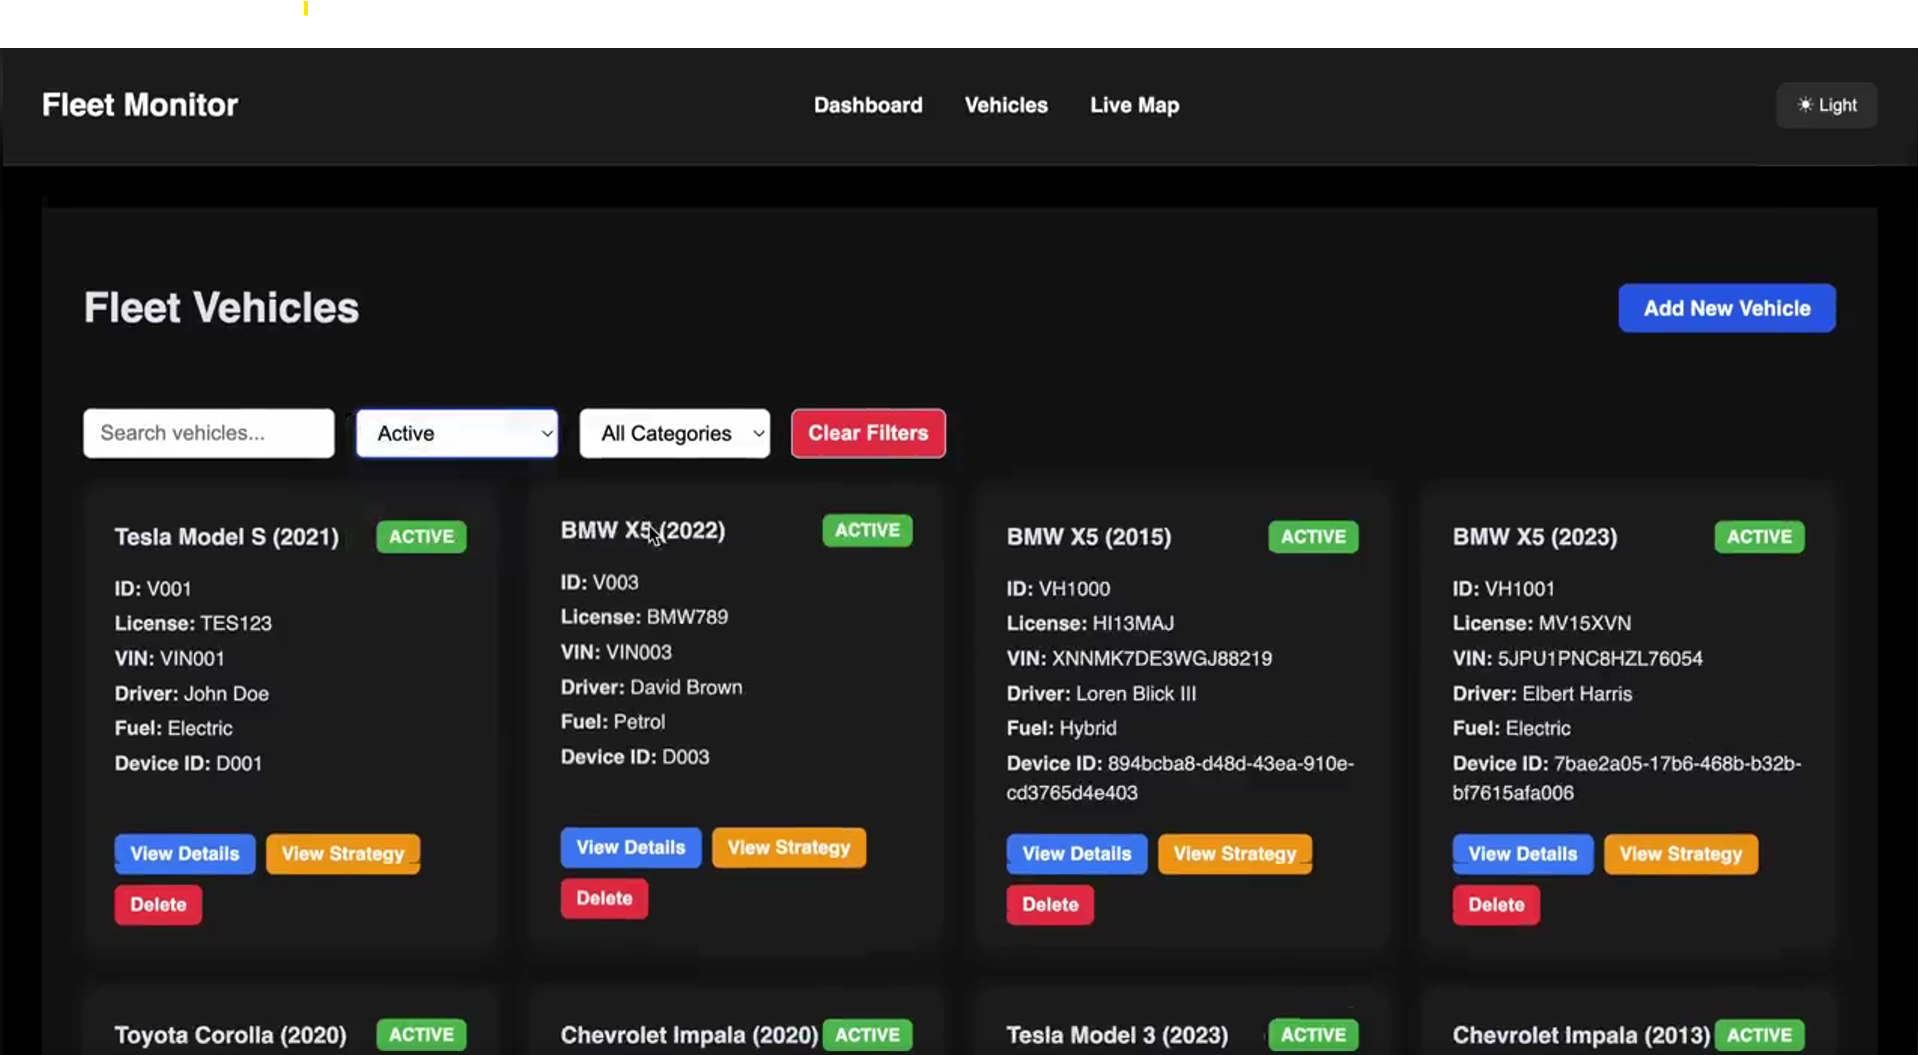 Fleet Monitor
Dashboard
Vehicles
Live Map
☀ Light
Fleet Vehicles
Add New Vehicle
Search vehicles...
Active
All Categories
Clear Filters
Tesla Model S (2021)
ACTIVE
ID: V001
License: TES123
VIN: VIN001
Driver: John Doe
Fuel: Electric
Device ID: D001
View Details
View Strategy
Delete
BMW X5 (2022)
ACTIVE
ID: V003
License: BMW789
VIN: VIN003
Driver: David Brown
Fuel: Petrol
Device ID: D003
View Details
View Strategy
Delete
BMW X5 (2015)
ACTIVE
ID: VH1000
License: HI13MAJ
VIN: XNNMK7DE3WGJ88219
Driver: Loren Blick III
Fuel: Hybrid
Device ID: 894bcba8-d48d-43ea-910e-
cd3765d4e403
View Details
View Strategy
Delete
BMW X5 (2023)
ACTIVE
ID: VH1001
License: MV15XVN
VIN: 5JPU1PNC8HZL76054
Driver: Elbert Harris
Fuel: Electric
Device ID: 7bae2a05-17b6-468b-b32b-
bf7615afa006
View Details
View Strategy
Delete
Toyota Corolla (2020)
ACTIVE
Chevrolet Impala (2020)
ACTIVE
Tesla Model 3 (2023)
ACTIVE
Chevrolet Impala (2013)
ACTIVE